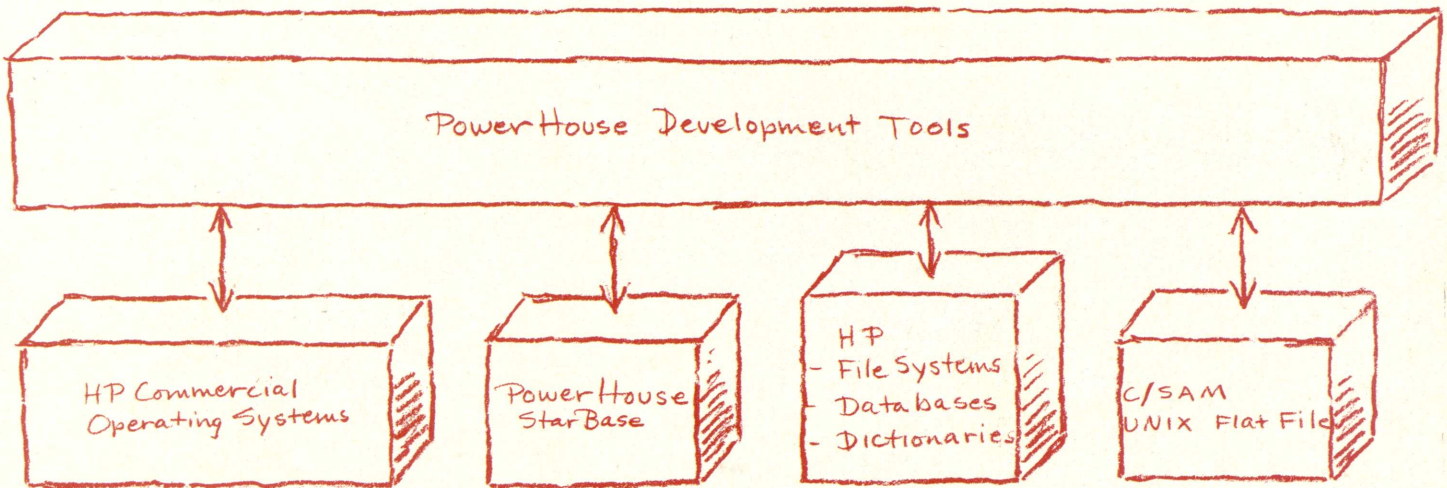 PowerHouse Development Tools
HP Commercial
Operating Systems
PowerHouse
StarBase
HP
- File Systems
- Databases
- Dictionaries
C/SAM
UNIX Flat File